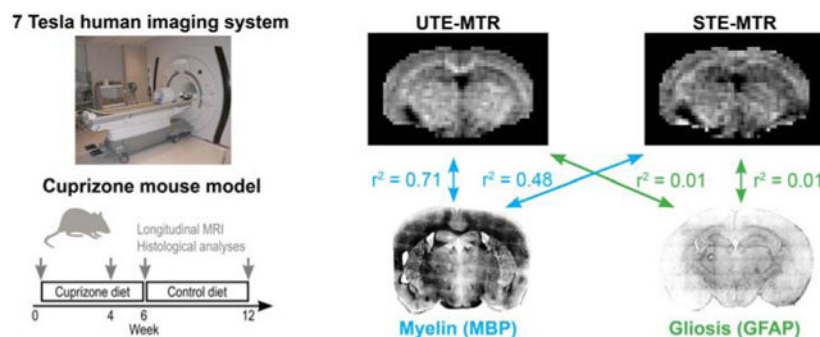 7 Tesla human imaging system
Cuprizone mouse model
Longitudinal MRI
Histological analyses
Cuprizone diet
Control diet
0
4
6
12
Week
UTE-MTR
STE-MTR
r² = 0.71
r² = 0.48
r² = 0.01
r² = 0.01
Myelin (MBP)
Gliosis (GFAP)